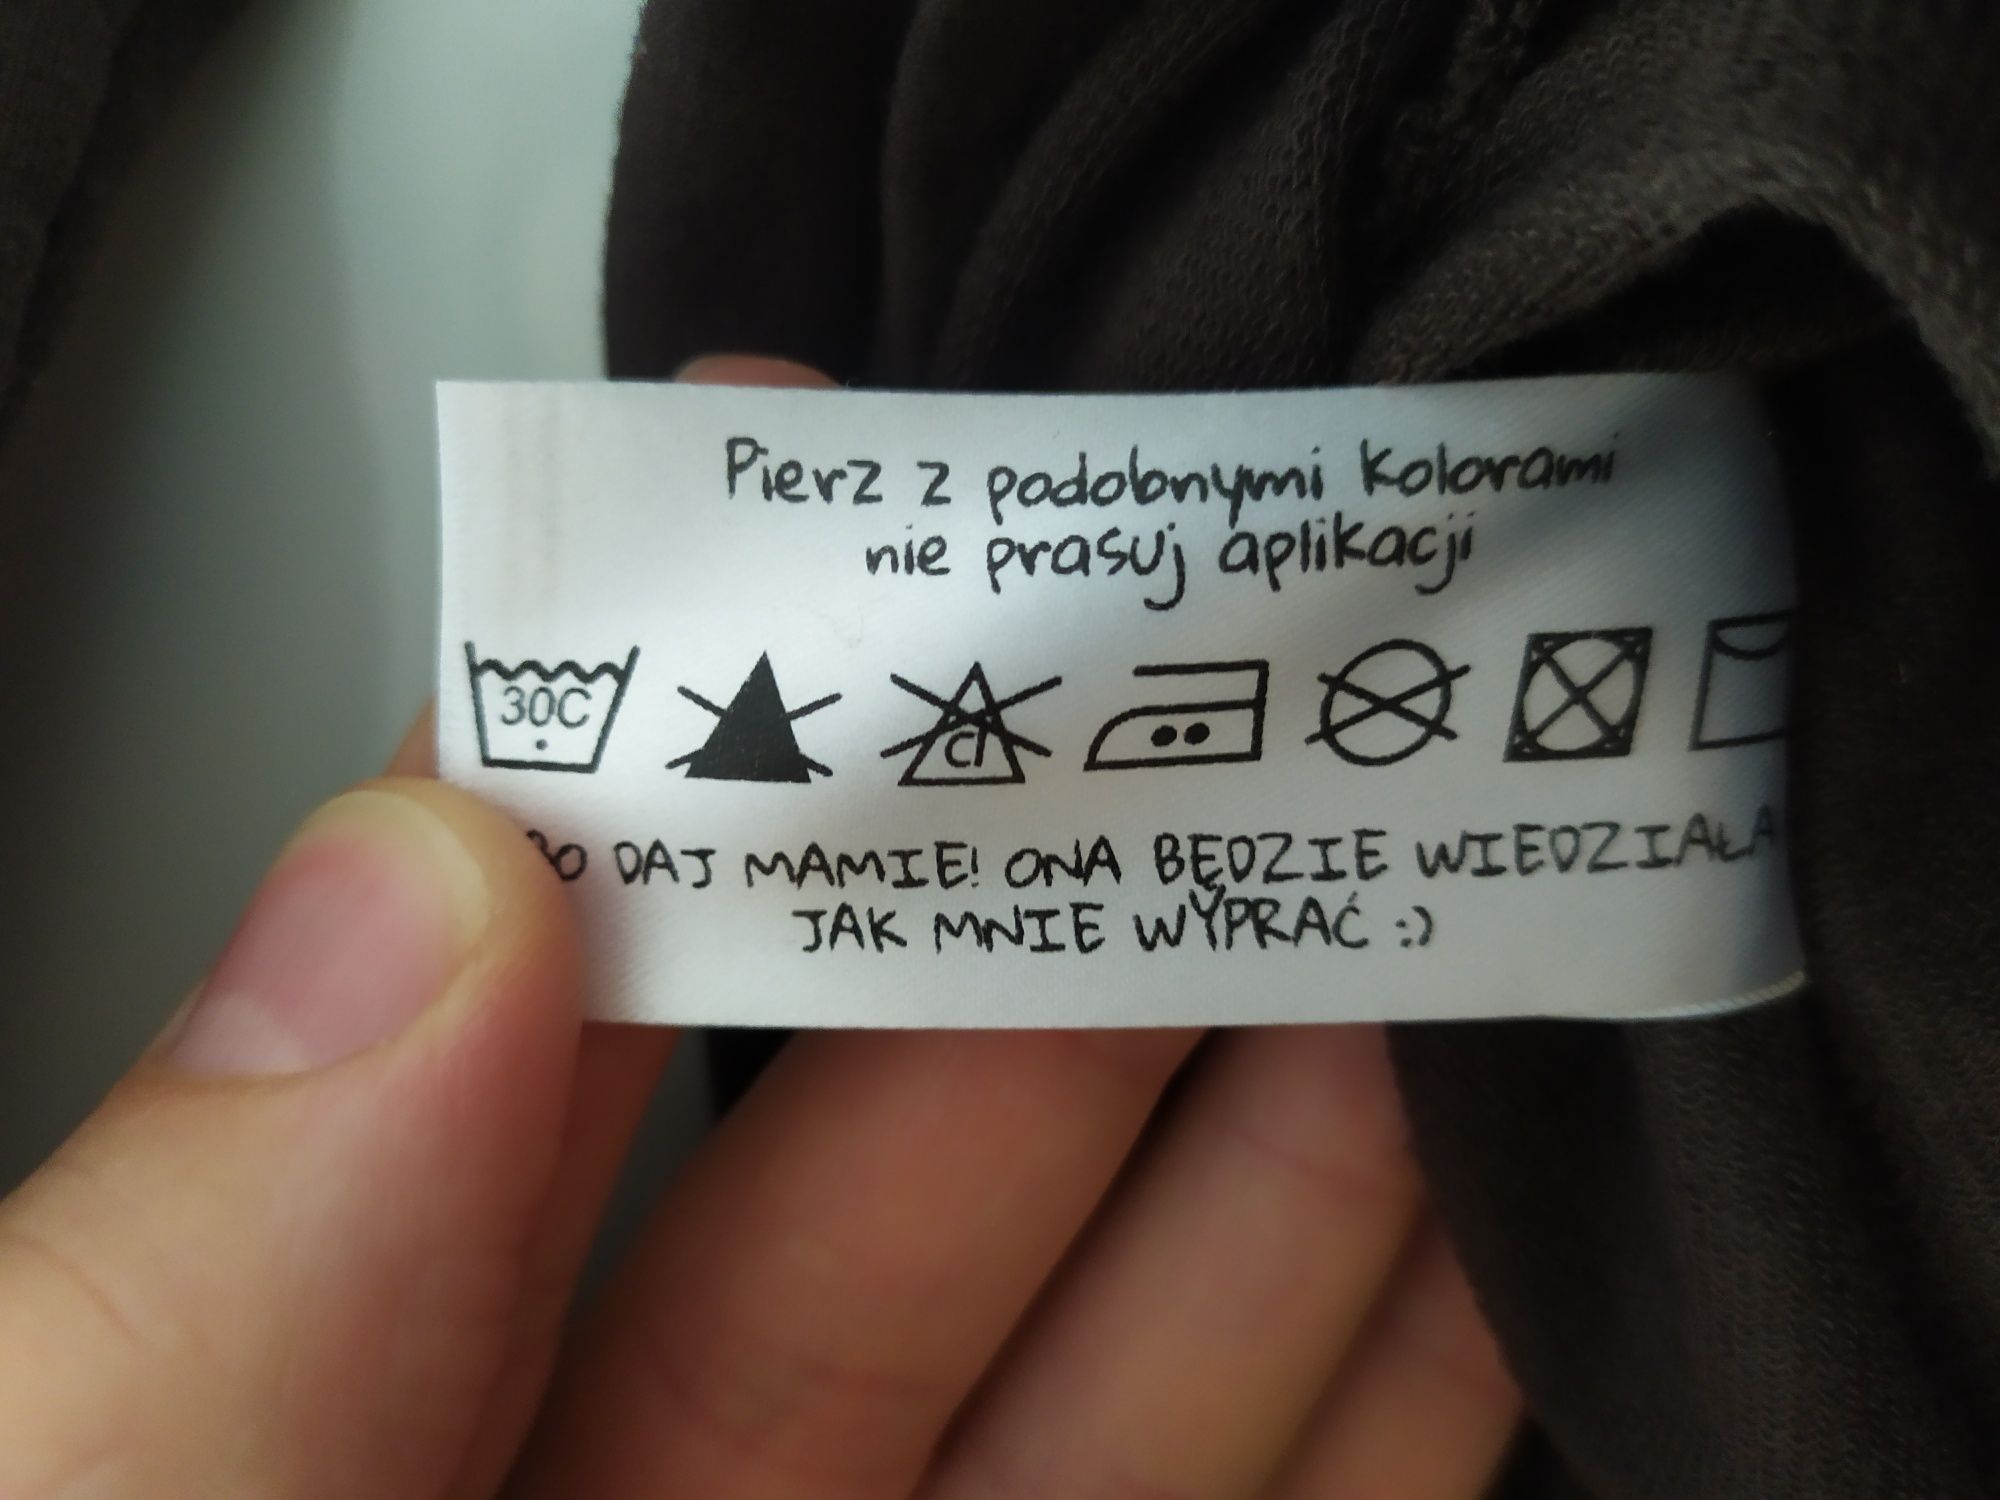 Pierz z podobnymi kolorami
nie prasuj aplikacji
30C
cl
DAJ MAMIE! ONA BĘDZIE WIEDZIAŁA
JAK MNIE WYPRAĆ :)